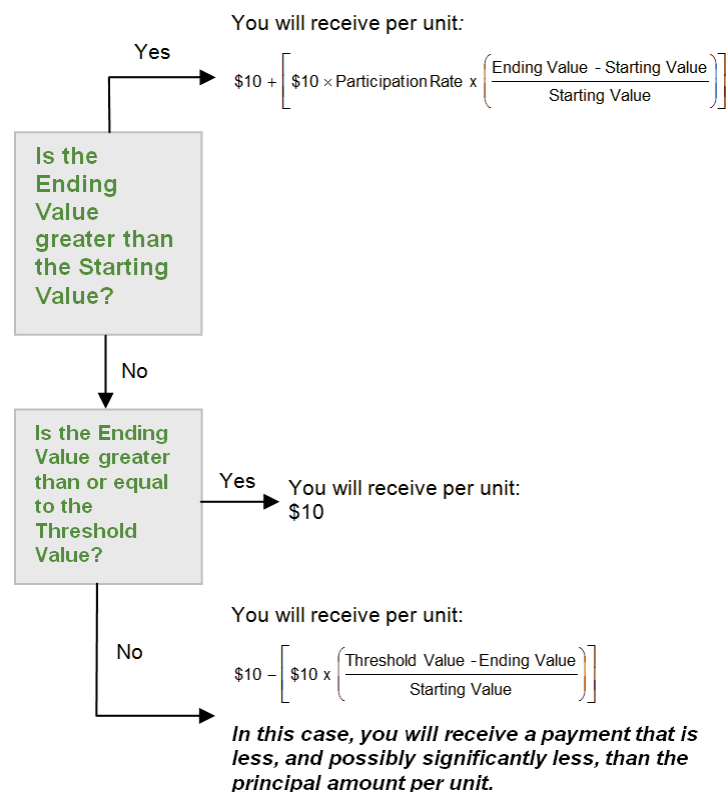 You will receive per unit:
Yes
$10 + [ $10 × Participation Rate x ( Ending Value - Starting Value / Starting Value ) ]
Is the
Ending
Value
greater than
the Starting
Value?
No
Is the Ending
Value greater
than or equal
to the
Threshold
Value?
Yes
You will receive per unit:
$10
No
You will receive per unit:
$10 − [ $10 x ( Threshold Value - Ending Value / Starting Value ) ]
In this case, you will receive a payment that is
less, and possibly significantly less, than the
principal amount per unit.